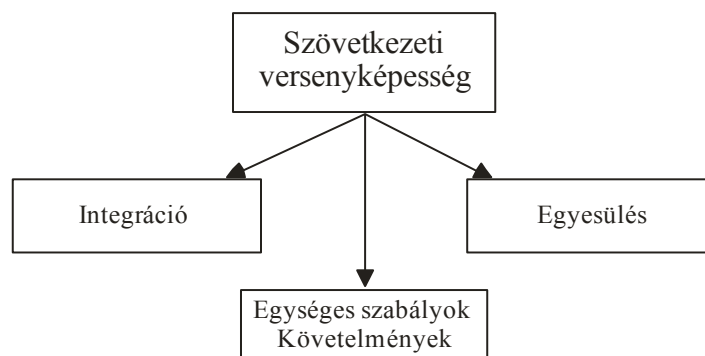 Szövetkezeti
versenyképesség
Integráció
Egyesülés
Egységes szabályok
Követelmények